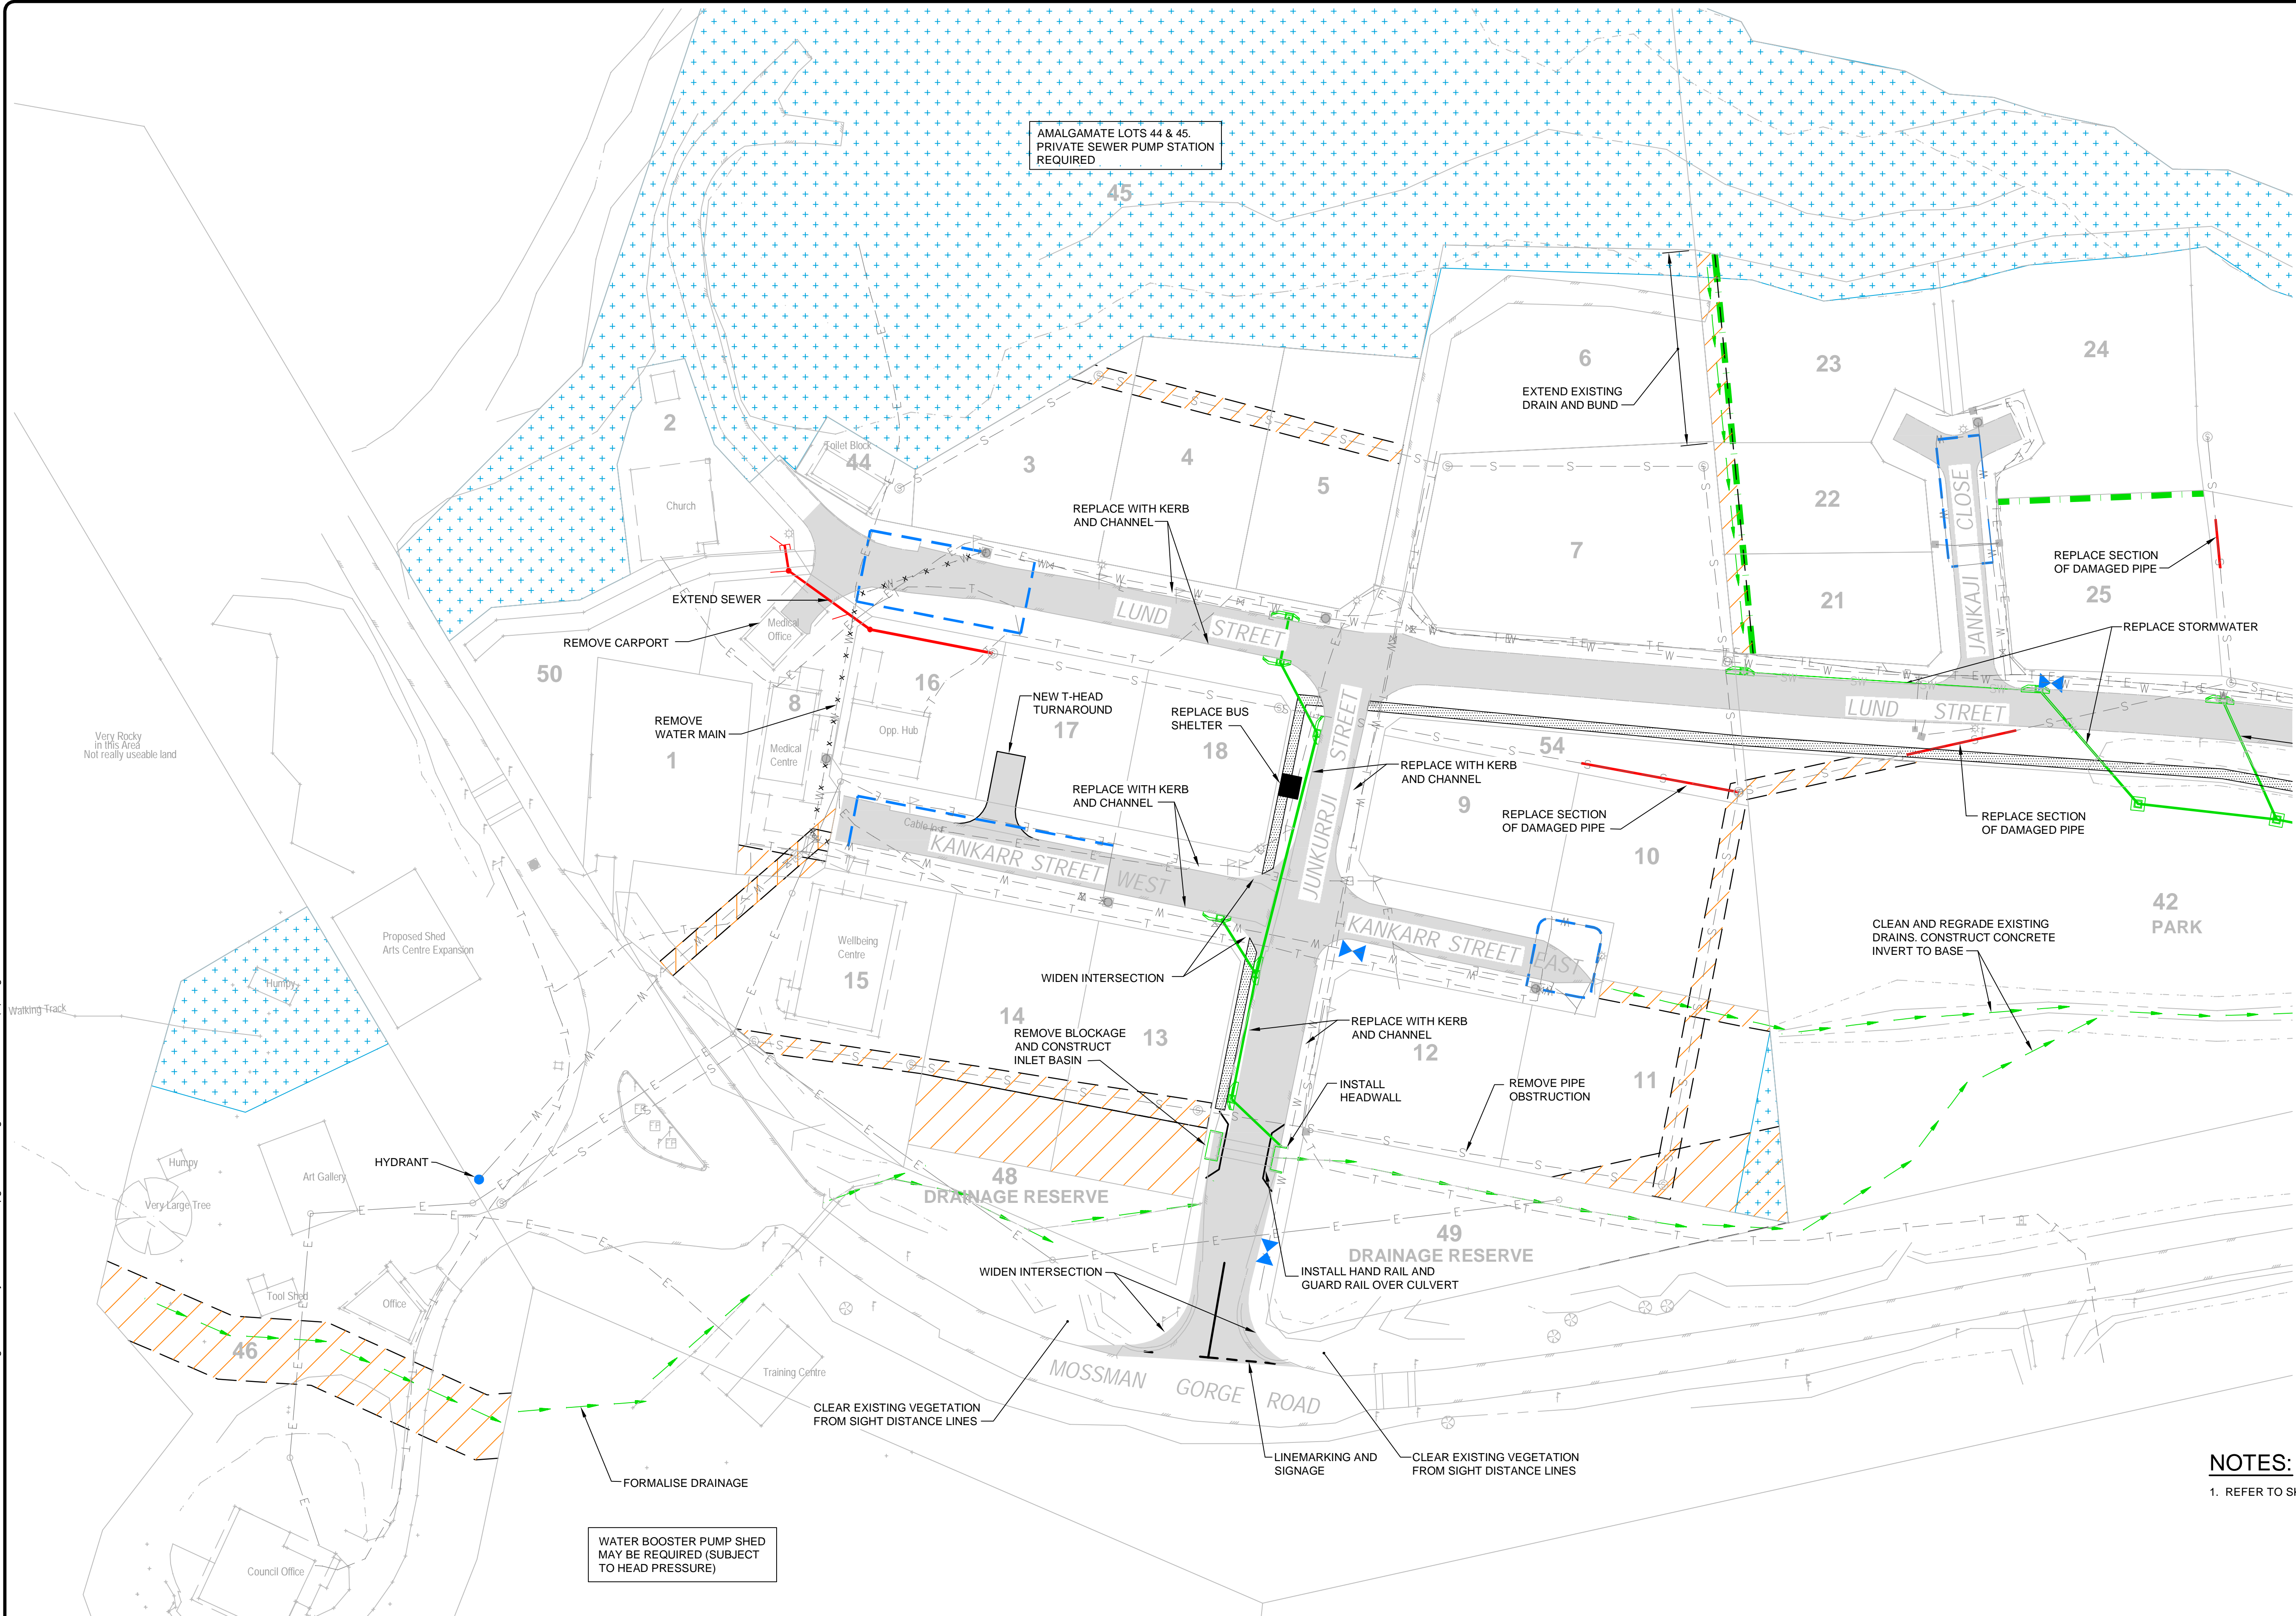 AMALGAMATE LOTS 44 & 45.
PRIVATE SEWER PUMP STATION
REQUIRED
45
6
23
24
EXTEND EXISTING
DRAIN AND BUND
2
Toilet Block
44
3
4
5
Church
REPLACE WITH KERB
AND CHANNEL
7
22
JANKAJI CLOSE
REPLACE SECTION
OF DAMAGED PIPE
25
21
EXTEND SEWER
LUND STREET
Medical
Office
REMOVE CARPORT
REPLACE STORMWATER
50
8
16
NEW T-HEAD
TURNAROUND
REPLACE BUS
SHELTER
LUND STREET
REMOVE
WATER MAIN
Opp. Hub
17
18
JUNKURRJI STREET
54
Very Rocky
in this Area
Not really useable land
1
Medical
Centre
REPLACE WITH KERB
AND CHANNEL
9
REPLACE WITH KERB
AND CHANNEL
REPLACE SECTION
OF DAMAGED PIPE
REPLACE SECTION
OF DAMAGED PIPE
KANKARR STREET WEST
10
42
PARK
Proposed Shed
Arts Centre Expansion
Wellbeing
Centre
15
KANKARR STREET EAST
CLEAN AND REGRADE EXISTING
DRAINS. CONSTRUCT CONCRETE
INVERT TO BASE
WIDEN INTERSECTION
Humpy
Walking Track
14
13
REMOVE BLOCKAGE
AND CONSTRUCT
INLET BASIN
REPLACE WITH KERB
AND CHANNEL
12
11
INSTALL
HEADWALL
REMOVE PIPE
OBSTRUCTION
HYDRANT
Humpy
Art Gallery
Very Large Tree
48
DRAINAGE RESERVE
49
DRAINAGE RESERVE
WIDEN INTERSECTION
INSTALL HAND RAIL AND
GUARD RAIL OVER CULVERT
Tool Shed
Office
46
Training Centre
MOSSMAN GORGE ROAD
CLEAR EXISTING VEGETATION
FROM SIGHT DISTANCE LINES
LINEMARKING AND
SIGNAGE
CLEAR EXISTING VEGETATION
FROM SIGHT DISTANCE LINES
FORMALISE DRAINAGE
NOTES:
1. REFER TO
WATER BOOSTER PUMP SHED
MAY BE REQUIRED (SUBJECT
TO HEAD PRESSURE)
Council Office